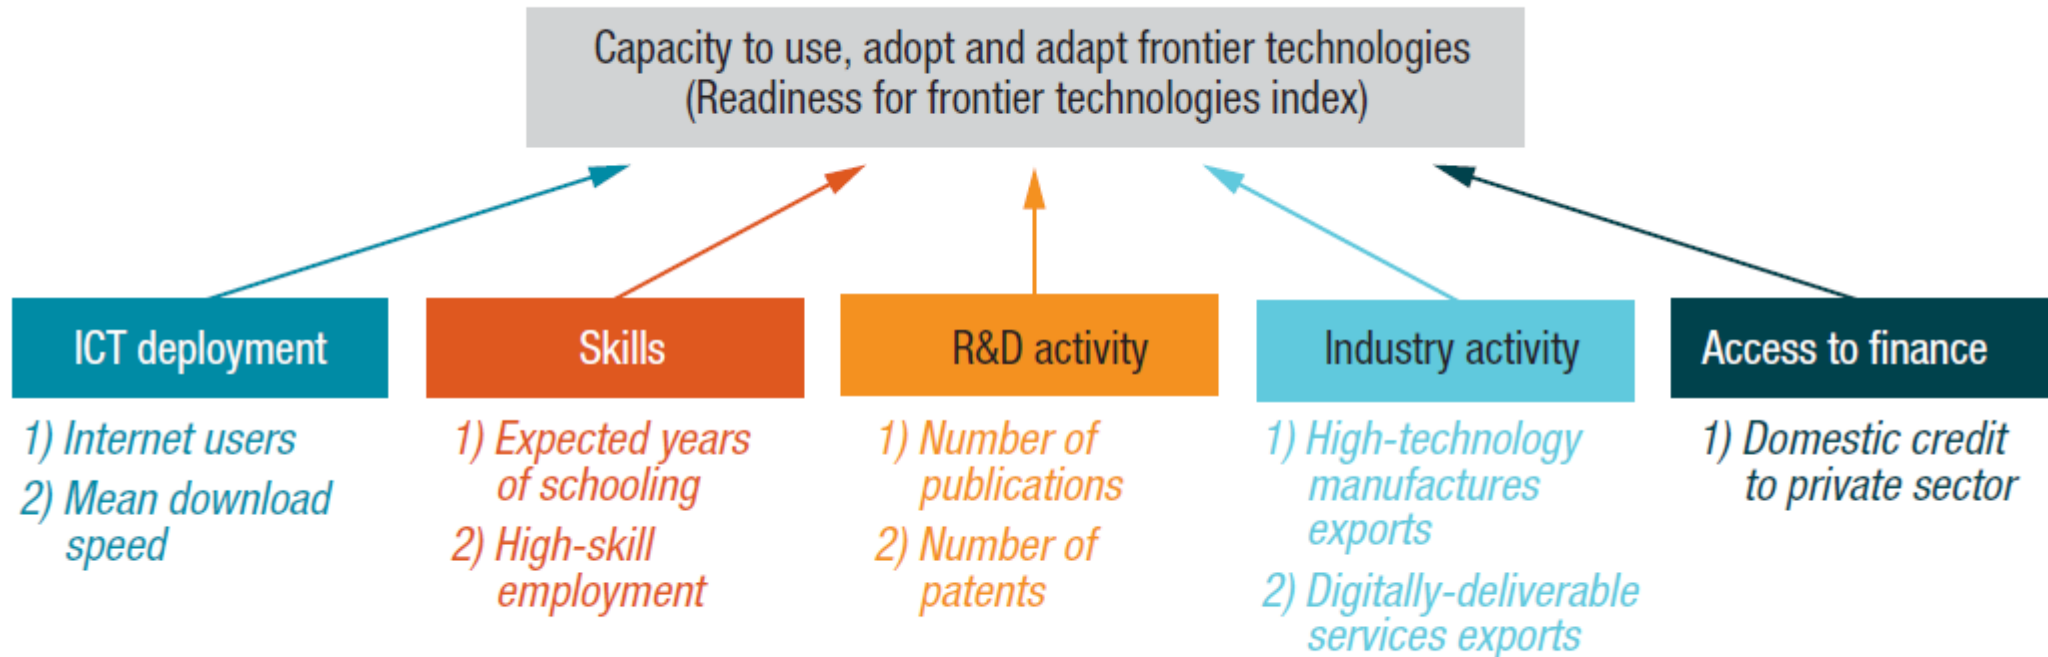 Capacity to use, adopt and adapt frontier technologies
(Readiness for frontier technologies index)
ICT deployment
1) Internet users
2) Mean download
speed
Skills
1) Expected years
of schooling
2) High-skill
employment
R&D activity
1) Number of
publications
2) Number of
patents
Industry activity
1) High-technology
manufactures
exports
2) Digitally-deliverable
services exports
Access to finance
1) Domestic credit
to private sector